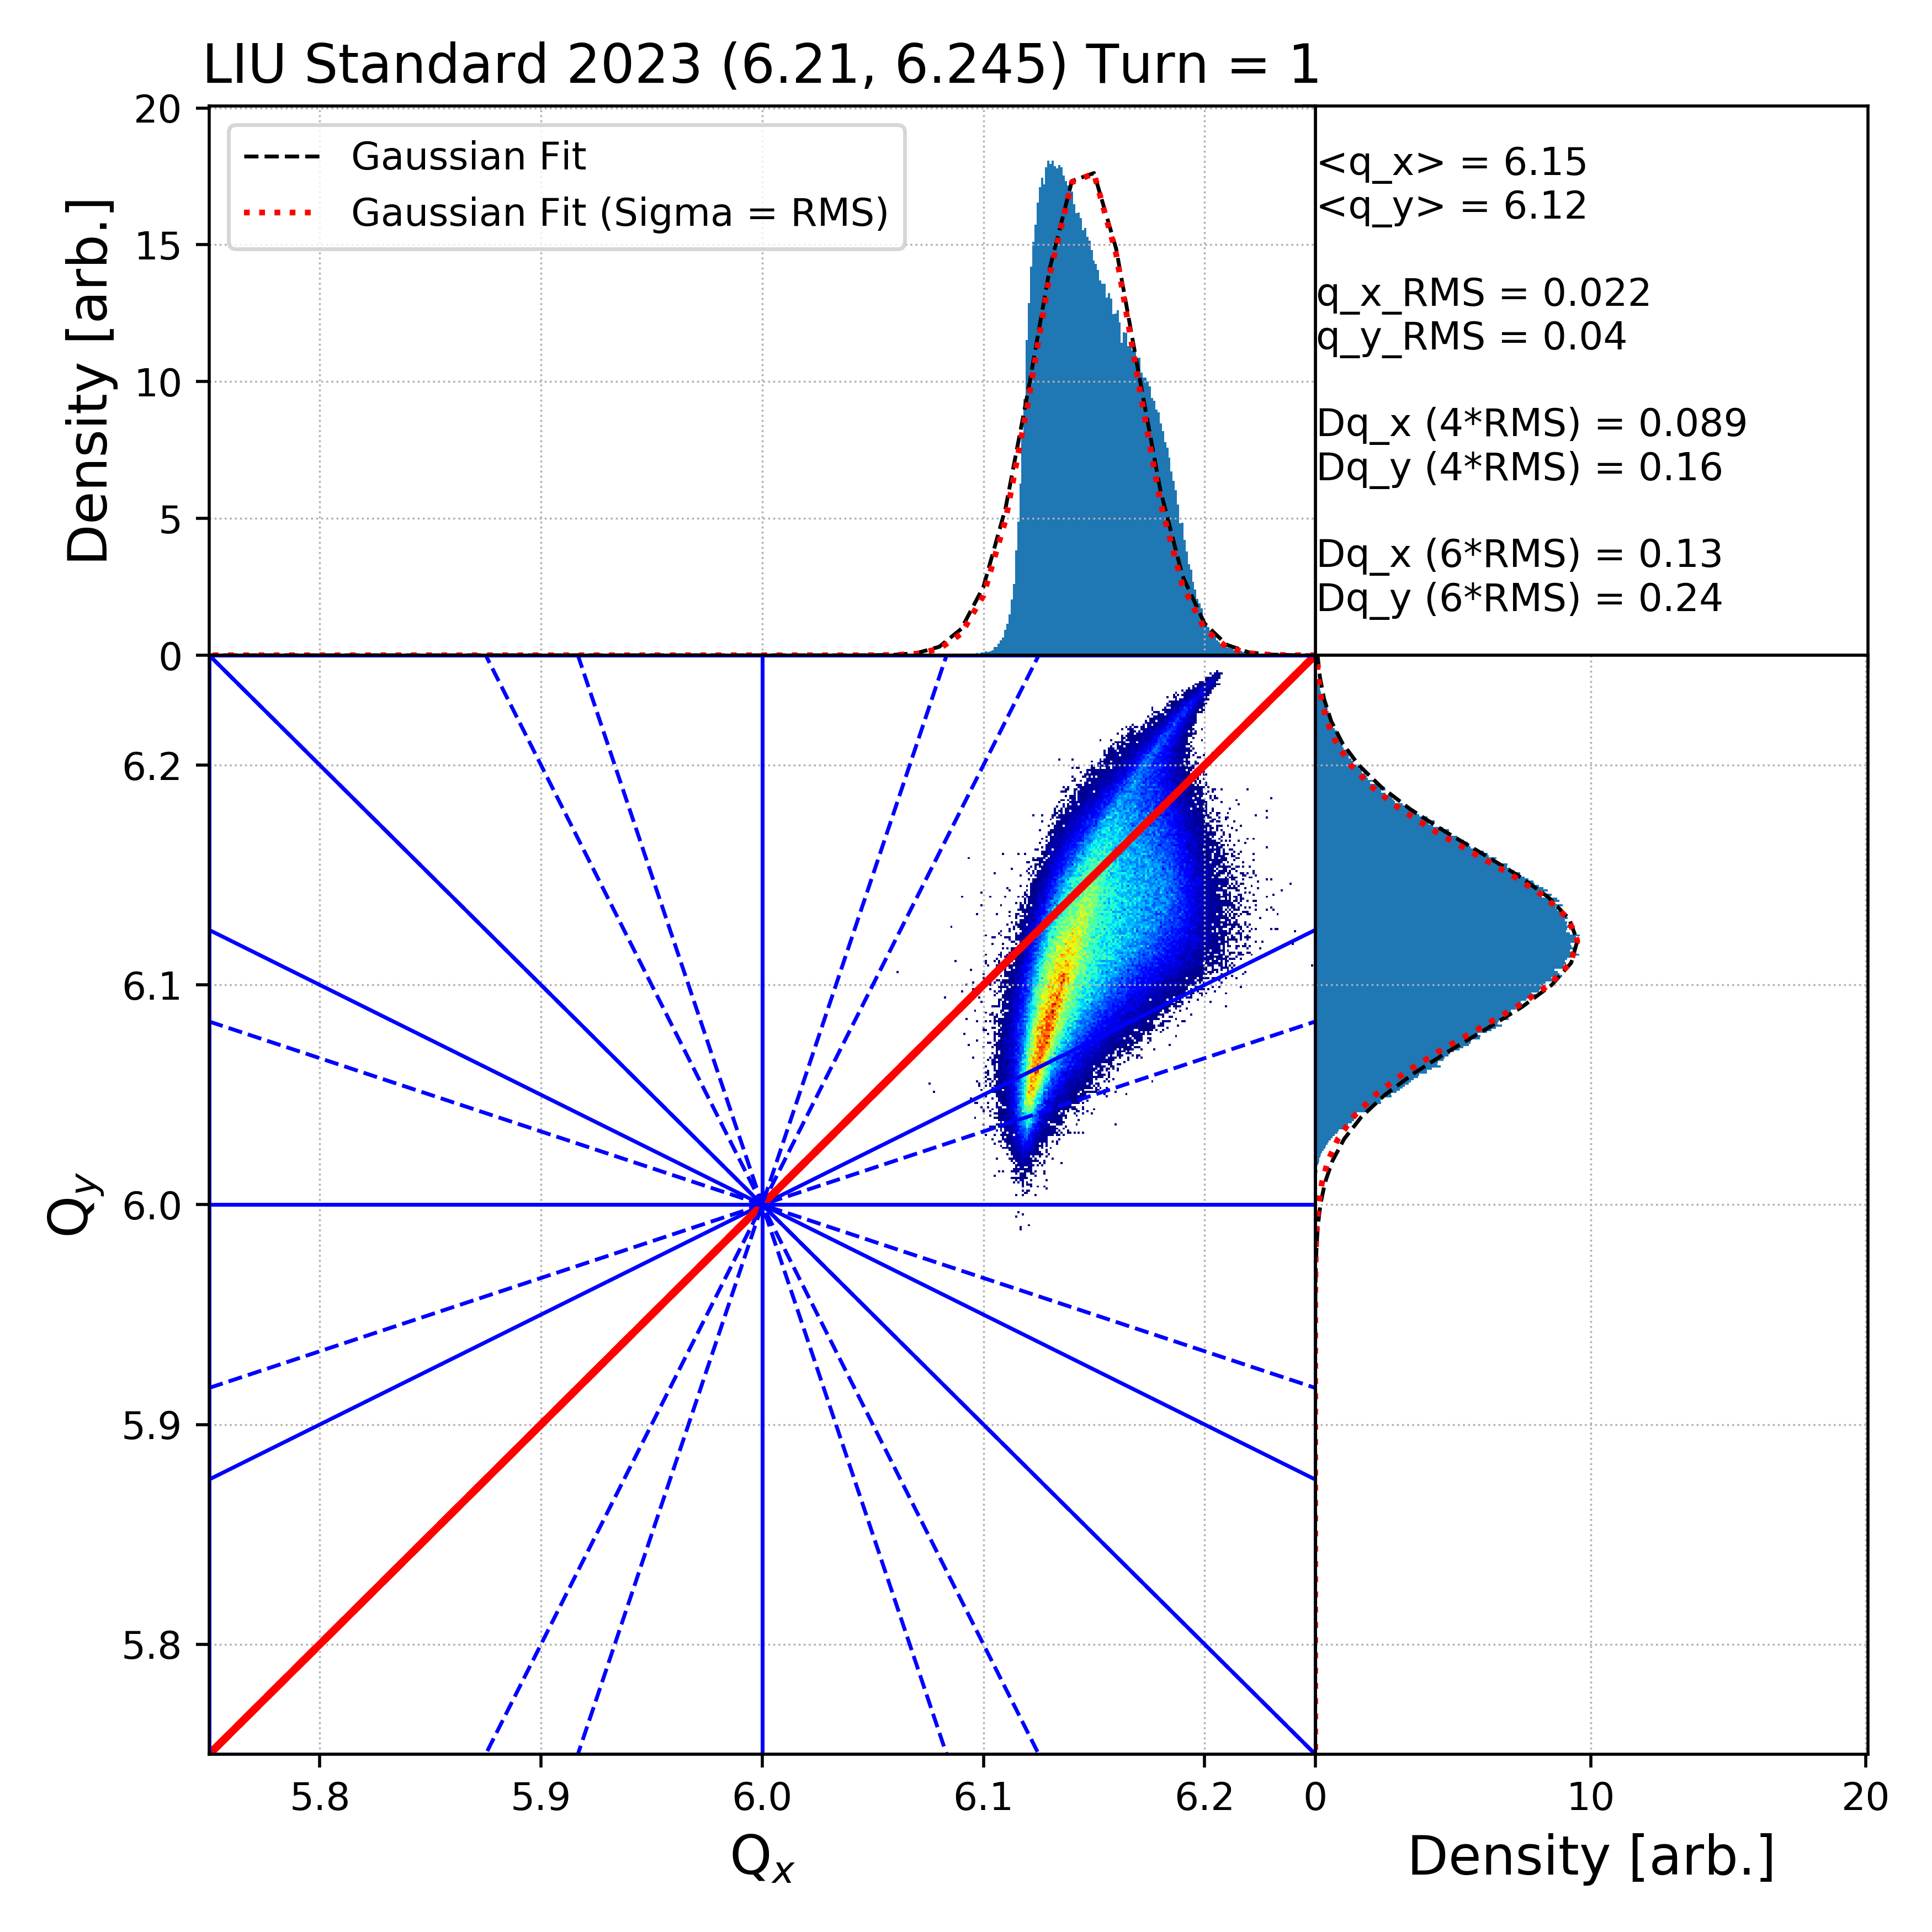 LIU Standard 2023 (6.21, 6.245) Turn = 1
20
15
10
5
0
Density [arb.]
Gaussian Fit
Gaussian Fit (Sigma = RMS)
<q_x> = 6.15
<q_y> = 6.12
q_x_RMS = 0.022
q_y_RMS = 0.04
Dq_x (4*RMS) = 0.089
Dq_y (4*RMS) = 0.16
Dq_x (6*RMS) = 0.13
Dq_y (6*RMS) = 0.24
6.2
6.1
6.0
5.9
5.8
Qy
5.8 5.9 6.0 6.1 6.2 0 10 20
Qx
Density [arb.]